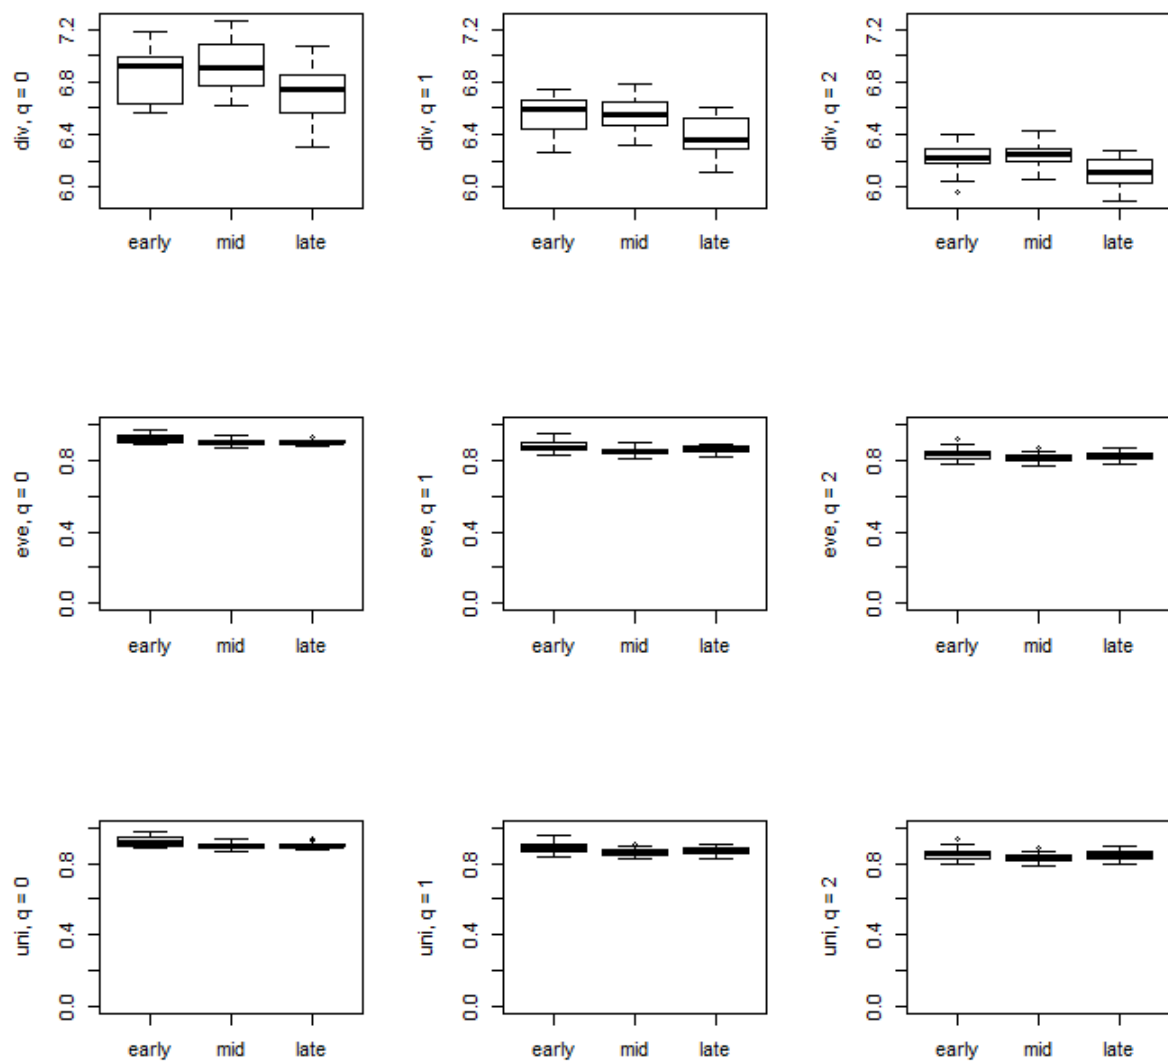 div, q = 0
7.2
6.8
6.4
6.0
early mid late
div, q = 1
7.2
6.8
6.4
6.0
early mid late
div, q = 2
7.2
6.8
6.4
6.0
early mid late
eve, q = 0
0.8
0.4
0.0
early mid late
eve, q = 1
0.8
0.4
0.0
early mid late
eve, q = 2
0.8
0.4
0.0
early mid late
uni, q = 0
0.8
0.4
0.0
early mid late
uni, q = 1
0.8
0.4
0.0
early mid late
uni, q = 2
0.8
0.4
0.0
early mid late